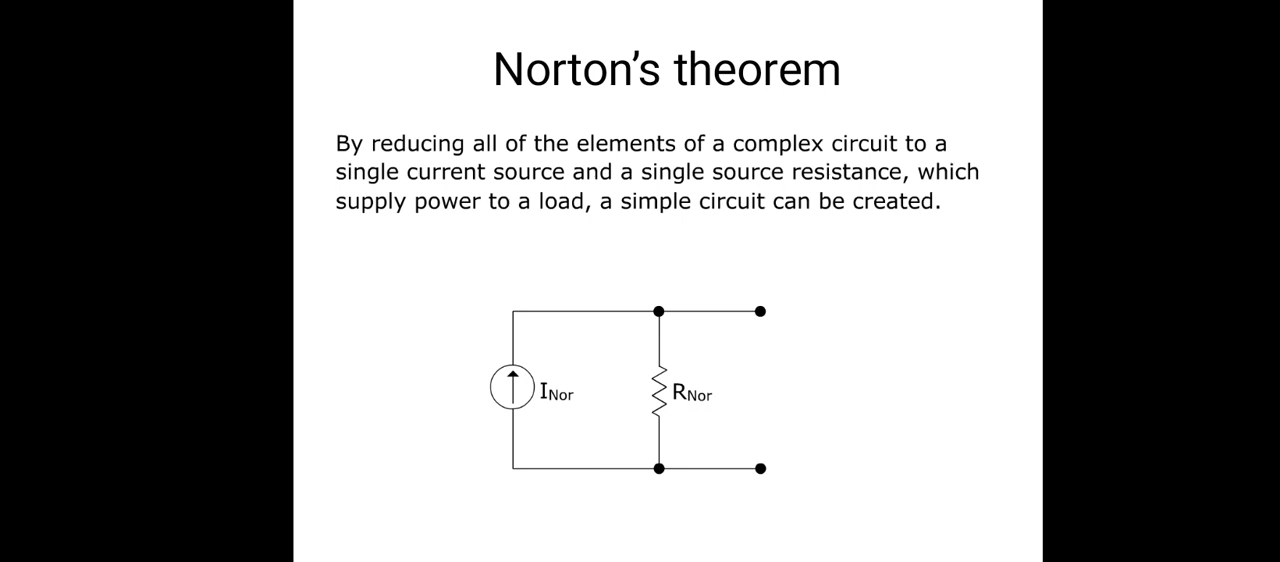 Norton’s theorem
By reducing all of the elements of a complex circuit to a
single current source and a single source resistance, which
supply power to a load, a simple circuit can be created.
INor
RNor